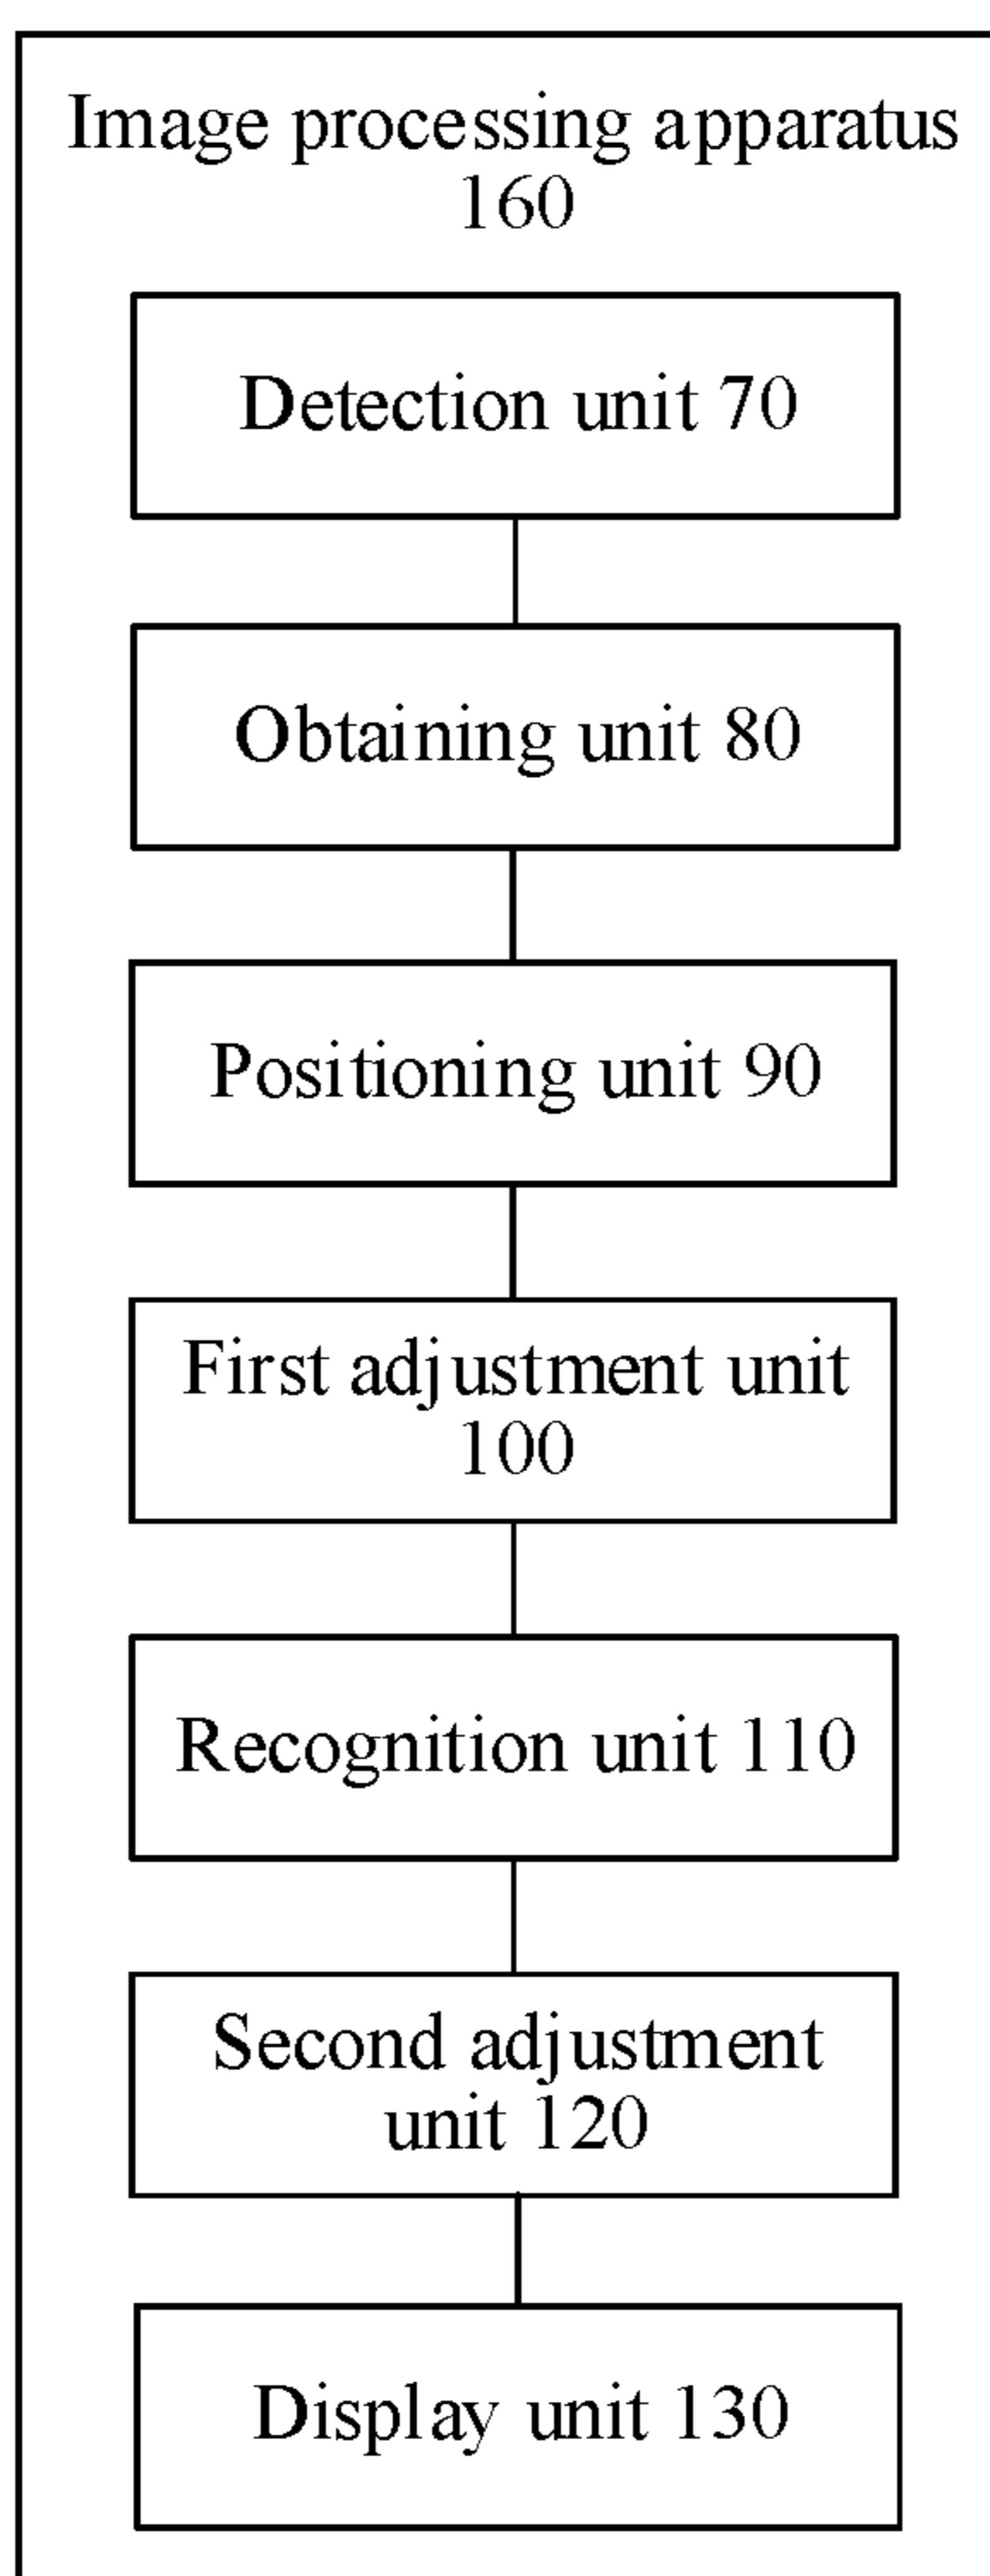 Image processing apparatus
160
Detection unit 70
Obtaining unit 80
Positioning unit 90
First adjustment unit
100
Recognition unit 110
Second adjustment
unit 120
Display unit 130